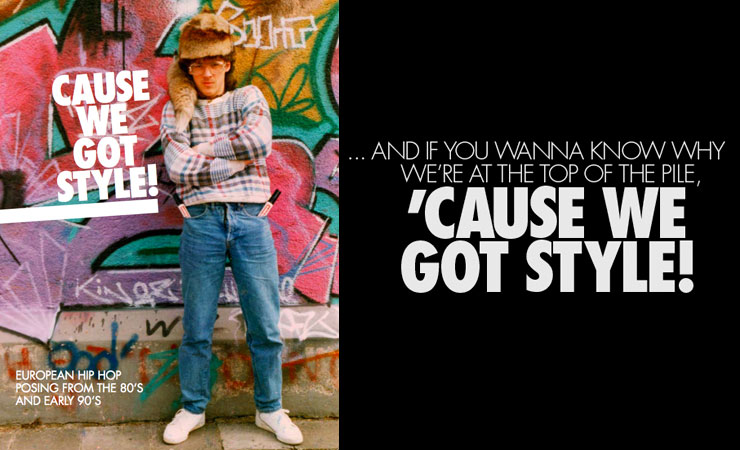 CAUSE
WE
GOT
STYLE!
EUROPEAN HIP HOP
POSING FROM THE 80'S
AND EARLY 90'S
... AND IF YOU WANNA KNOW WHY
WE'RE AT THE TOP OF THE PILE,
'CAUSE WE
GOT STYLE!